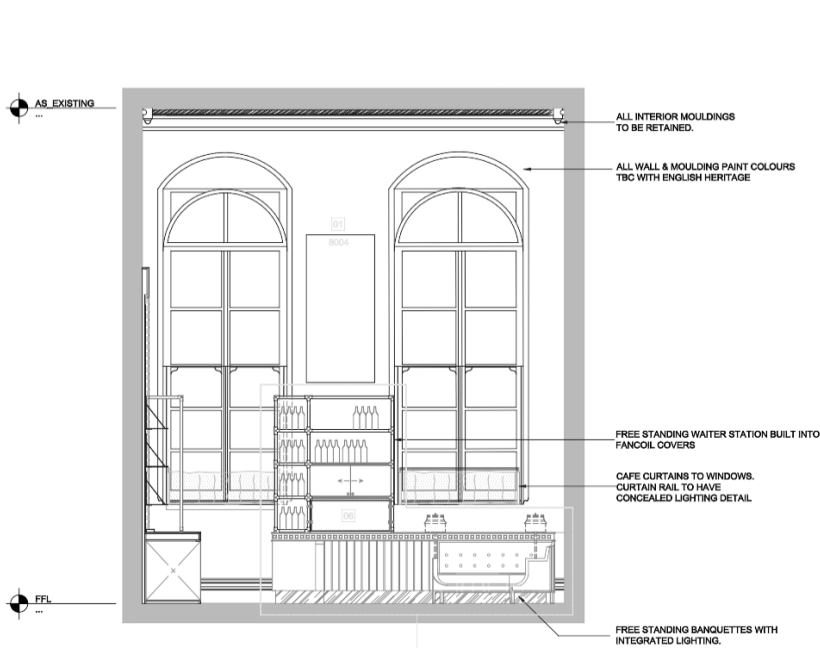 AS_EXISTING
...
ALL INTERIOR MOULDINGS
TO BE RETAINED.
ALL WALL & MOULDING PAINT COLOURS
TBC WITH ENGLISH HERITAGE
01
8004
FREE STANDING WAITER STATION BUILT INTO
FANCOIL COVERS
CAFE CURTAINS TO WINDOWS.
CURTAIN RAIL TO HAVE
CONCEALED LIGHTING DETAIL
06
FFL
...
FREE STANDING BANQUETTES WITH
INTEGRATED LIGHTING.